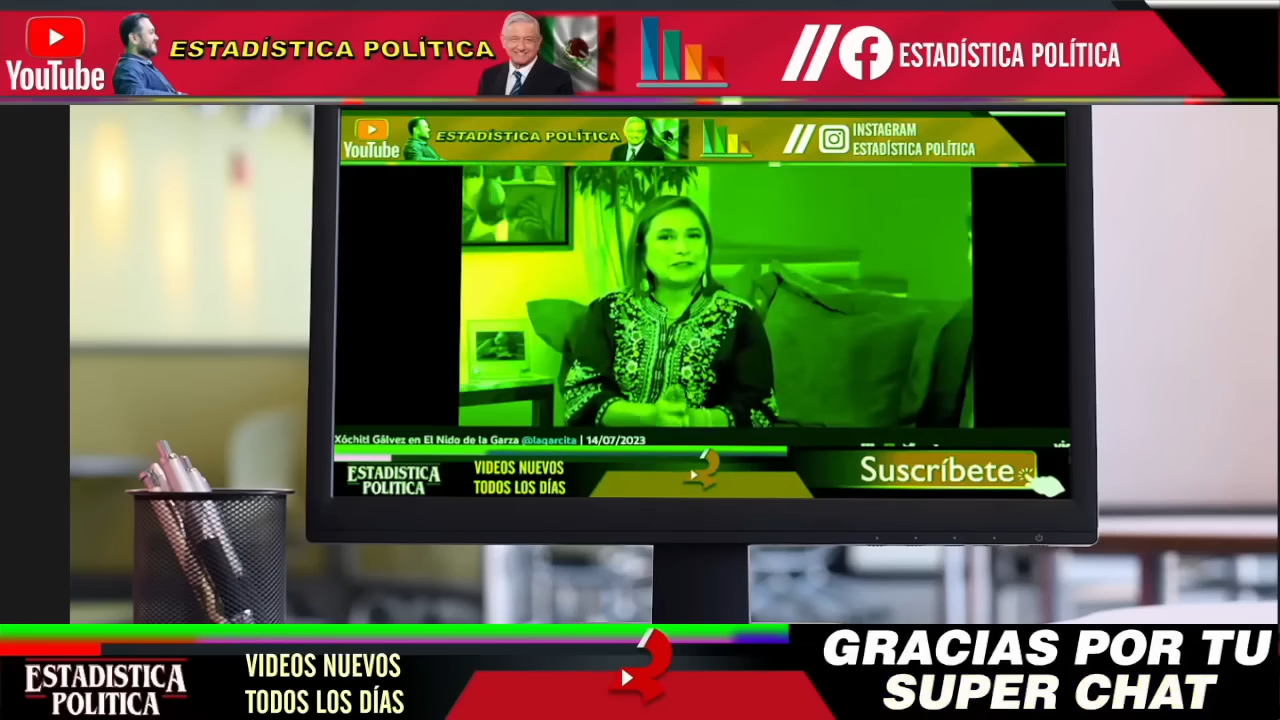 YouTube
ESTADÍSTICA POLÍTICA
ESTADÍSTICA POLÍTICA
YouTube
ESTADÍSTICA POLÍTICA
INSTAGRAM
ESTADÍSTICA POLÍTICA
Xóchitl Gálvez en El Nido de la Garza @lagarcita | 14/07/2023
ESTADISTICA
POLITICA
VIDEOS NUEVOS
TODOS LOS DÍAS
Suscríbete
ESTADISTICA
POLITICA
VIDEOS NUEVOS
TODOS LOS DÍAS
GRACIAS POR TU
SUPER CHAT